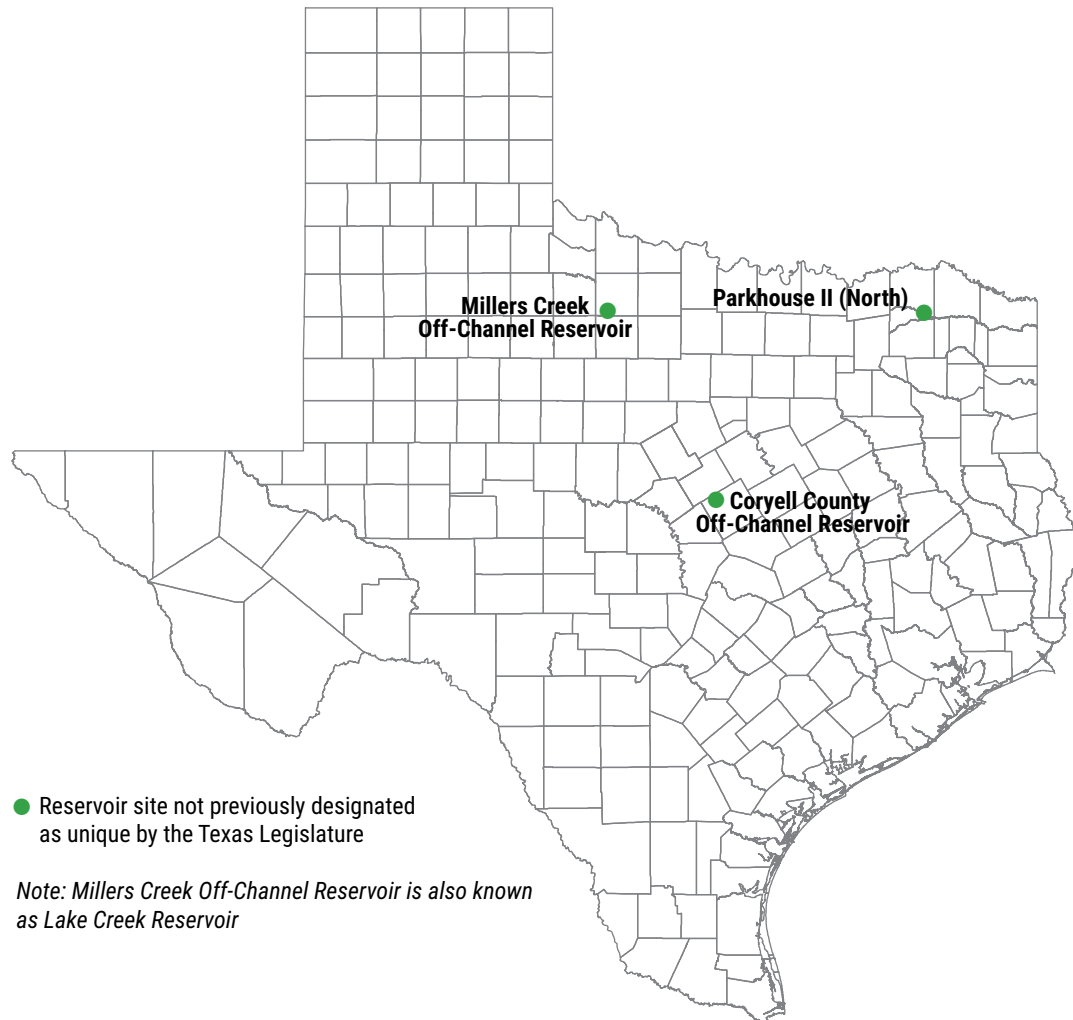 Millers Creek
Off-Channel Reservoir
Parkhouse II (North)
Coryell County
Off-Channel Reservoir
Reservoir site not previously designated
as unique by the Texas Legislature
Note: Millers Creek Off-Channel Reservoir is also known
as Lake Creek Reservoir